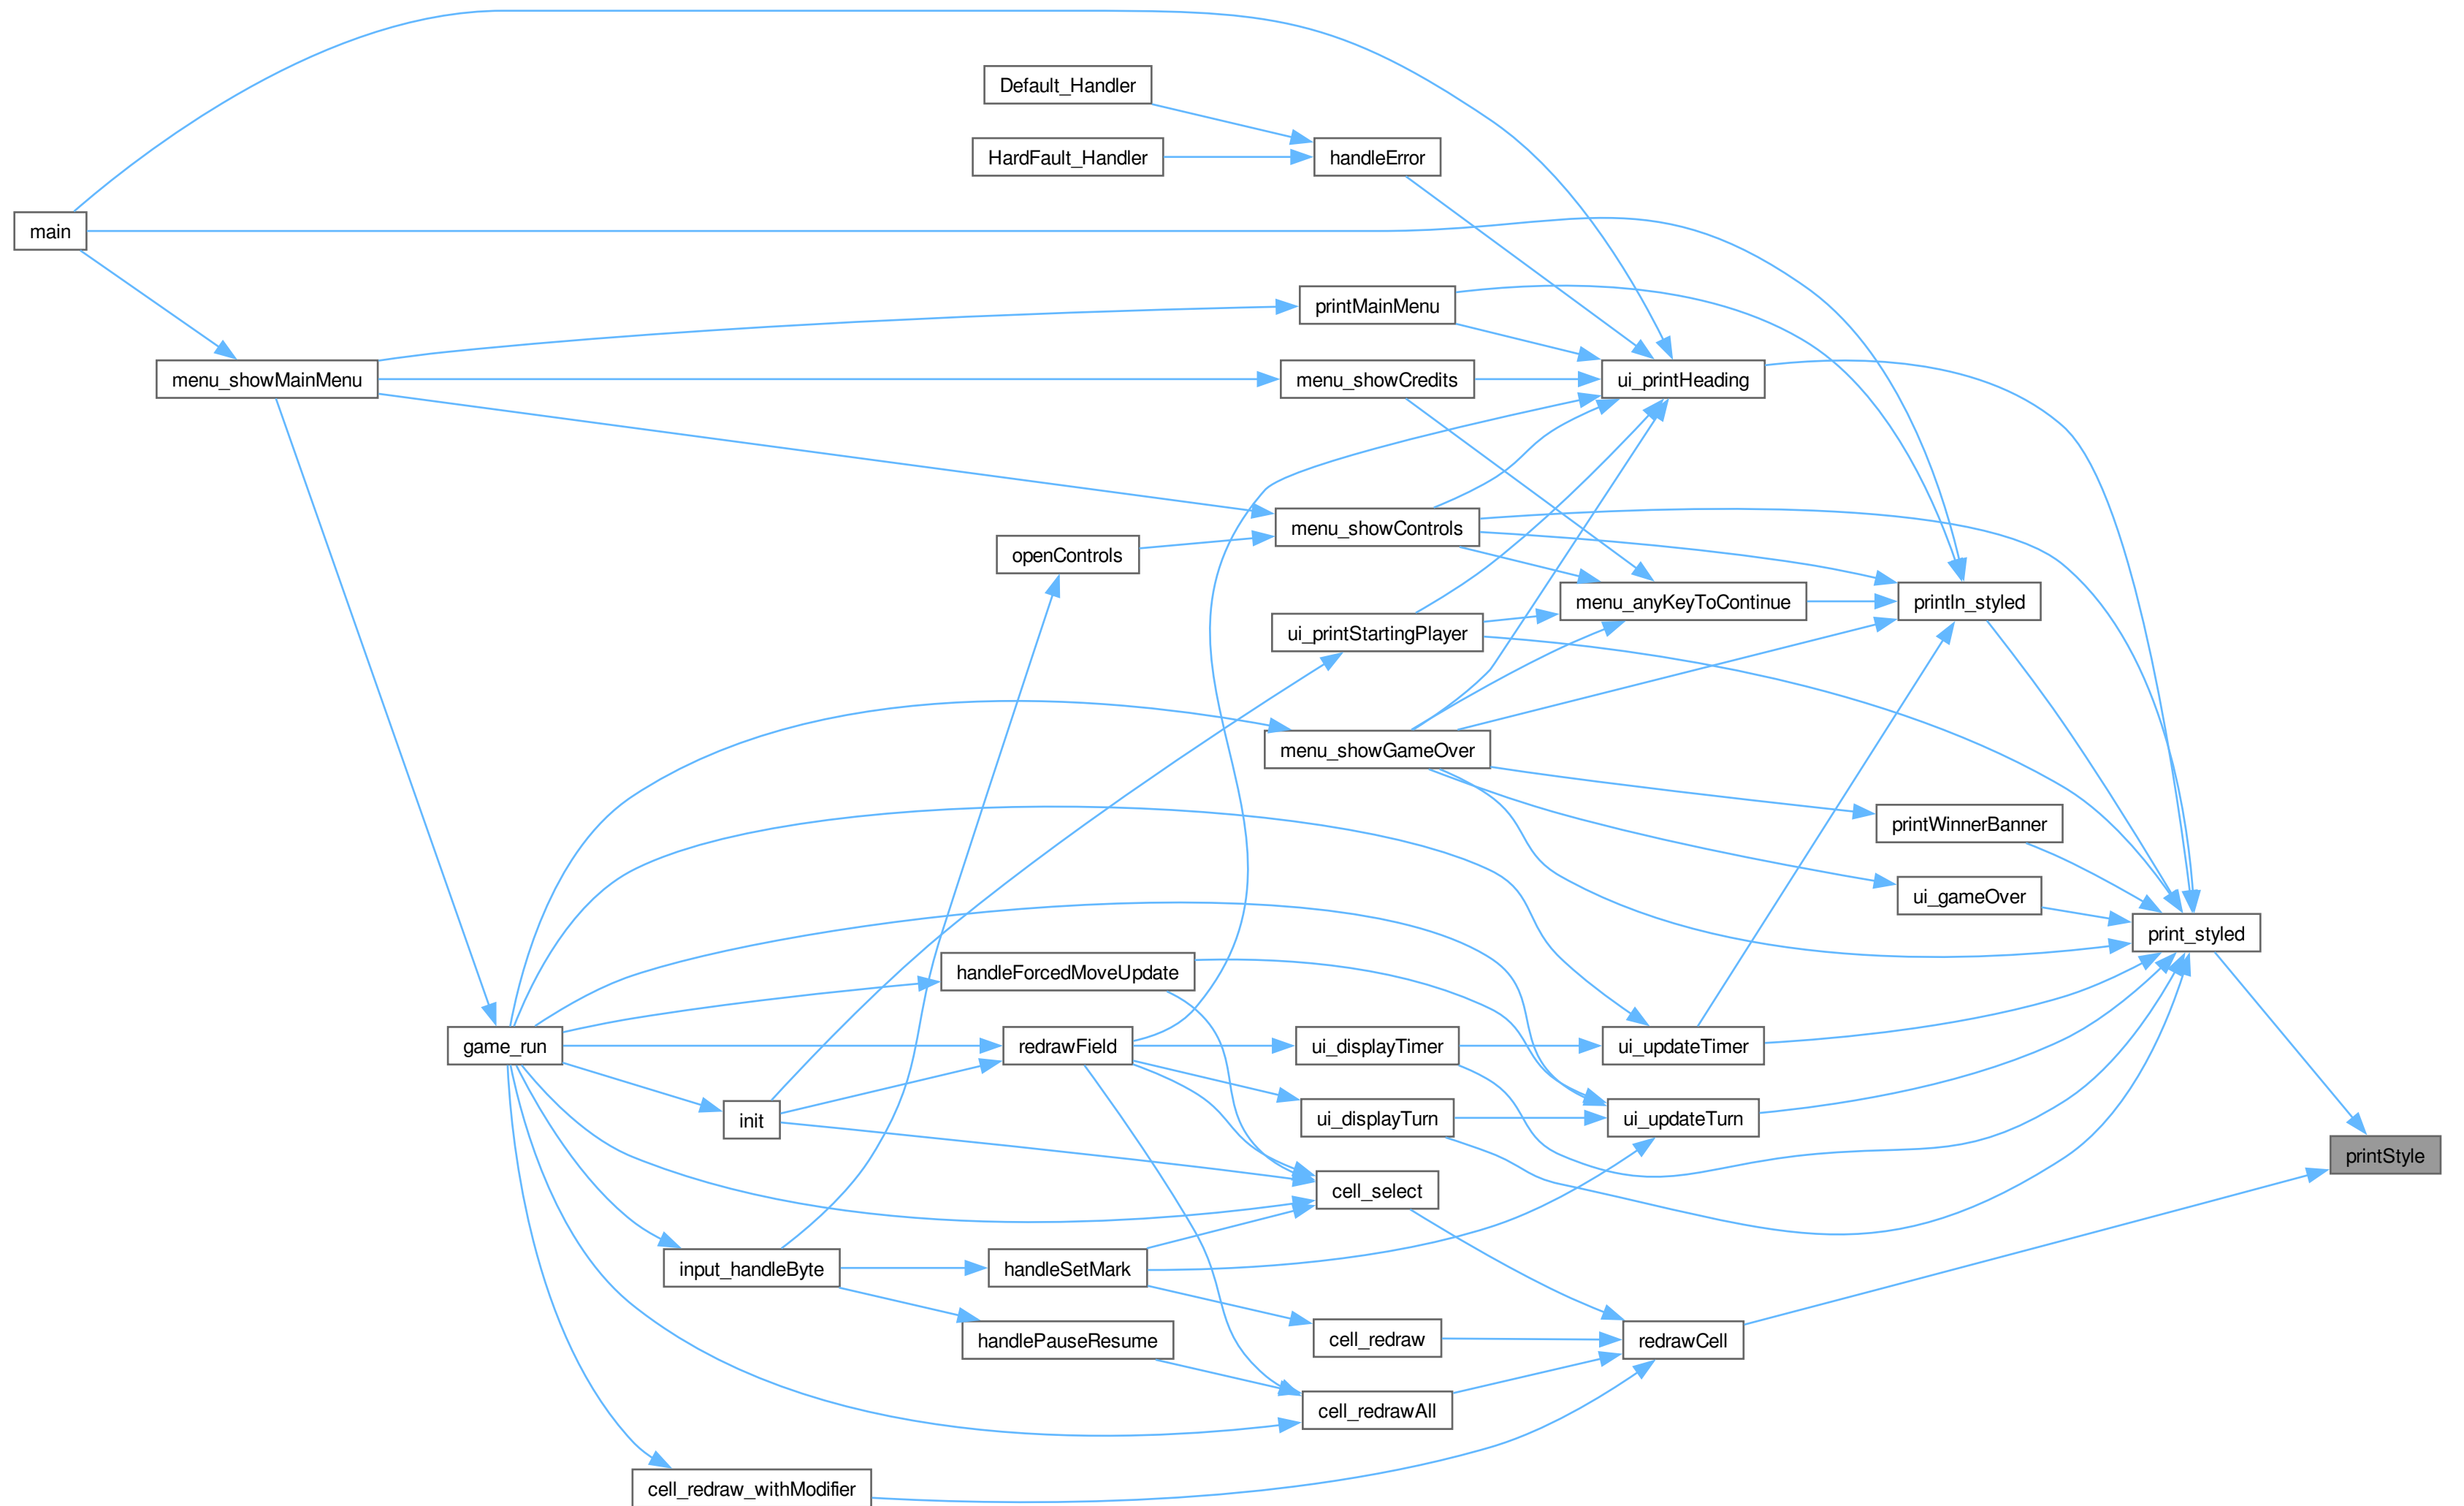 Default_Handler
HardFault_Handler
handleError
main
printMainMenu
menu_showMainMenu
menu_showCredits
ui_printHeading
menu_showControls
openControls
menu_anyKeyToContinue
println_styled
ui_printStartingPlayer
menu_showGameOver
printWinnerBanner
ui_gameOver
print_styled
handleForcedMoveUpdate
game_run
redrawField
ui_displayTimer
ui_updateTimer
init
ui_displayTurn
ui_updateTurn
printStyle
cell_select
input_handleByte
handleSetMark
handlePauseResume
cell_redraw
redrawCell
cell_redrawAll
cell_redraw_withModifier